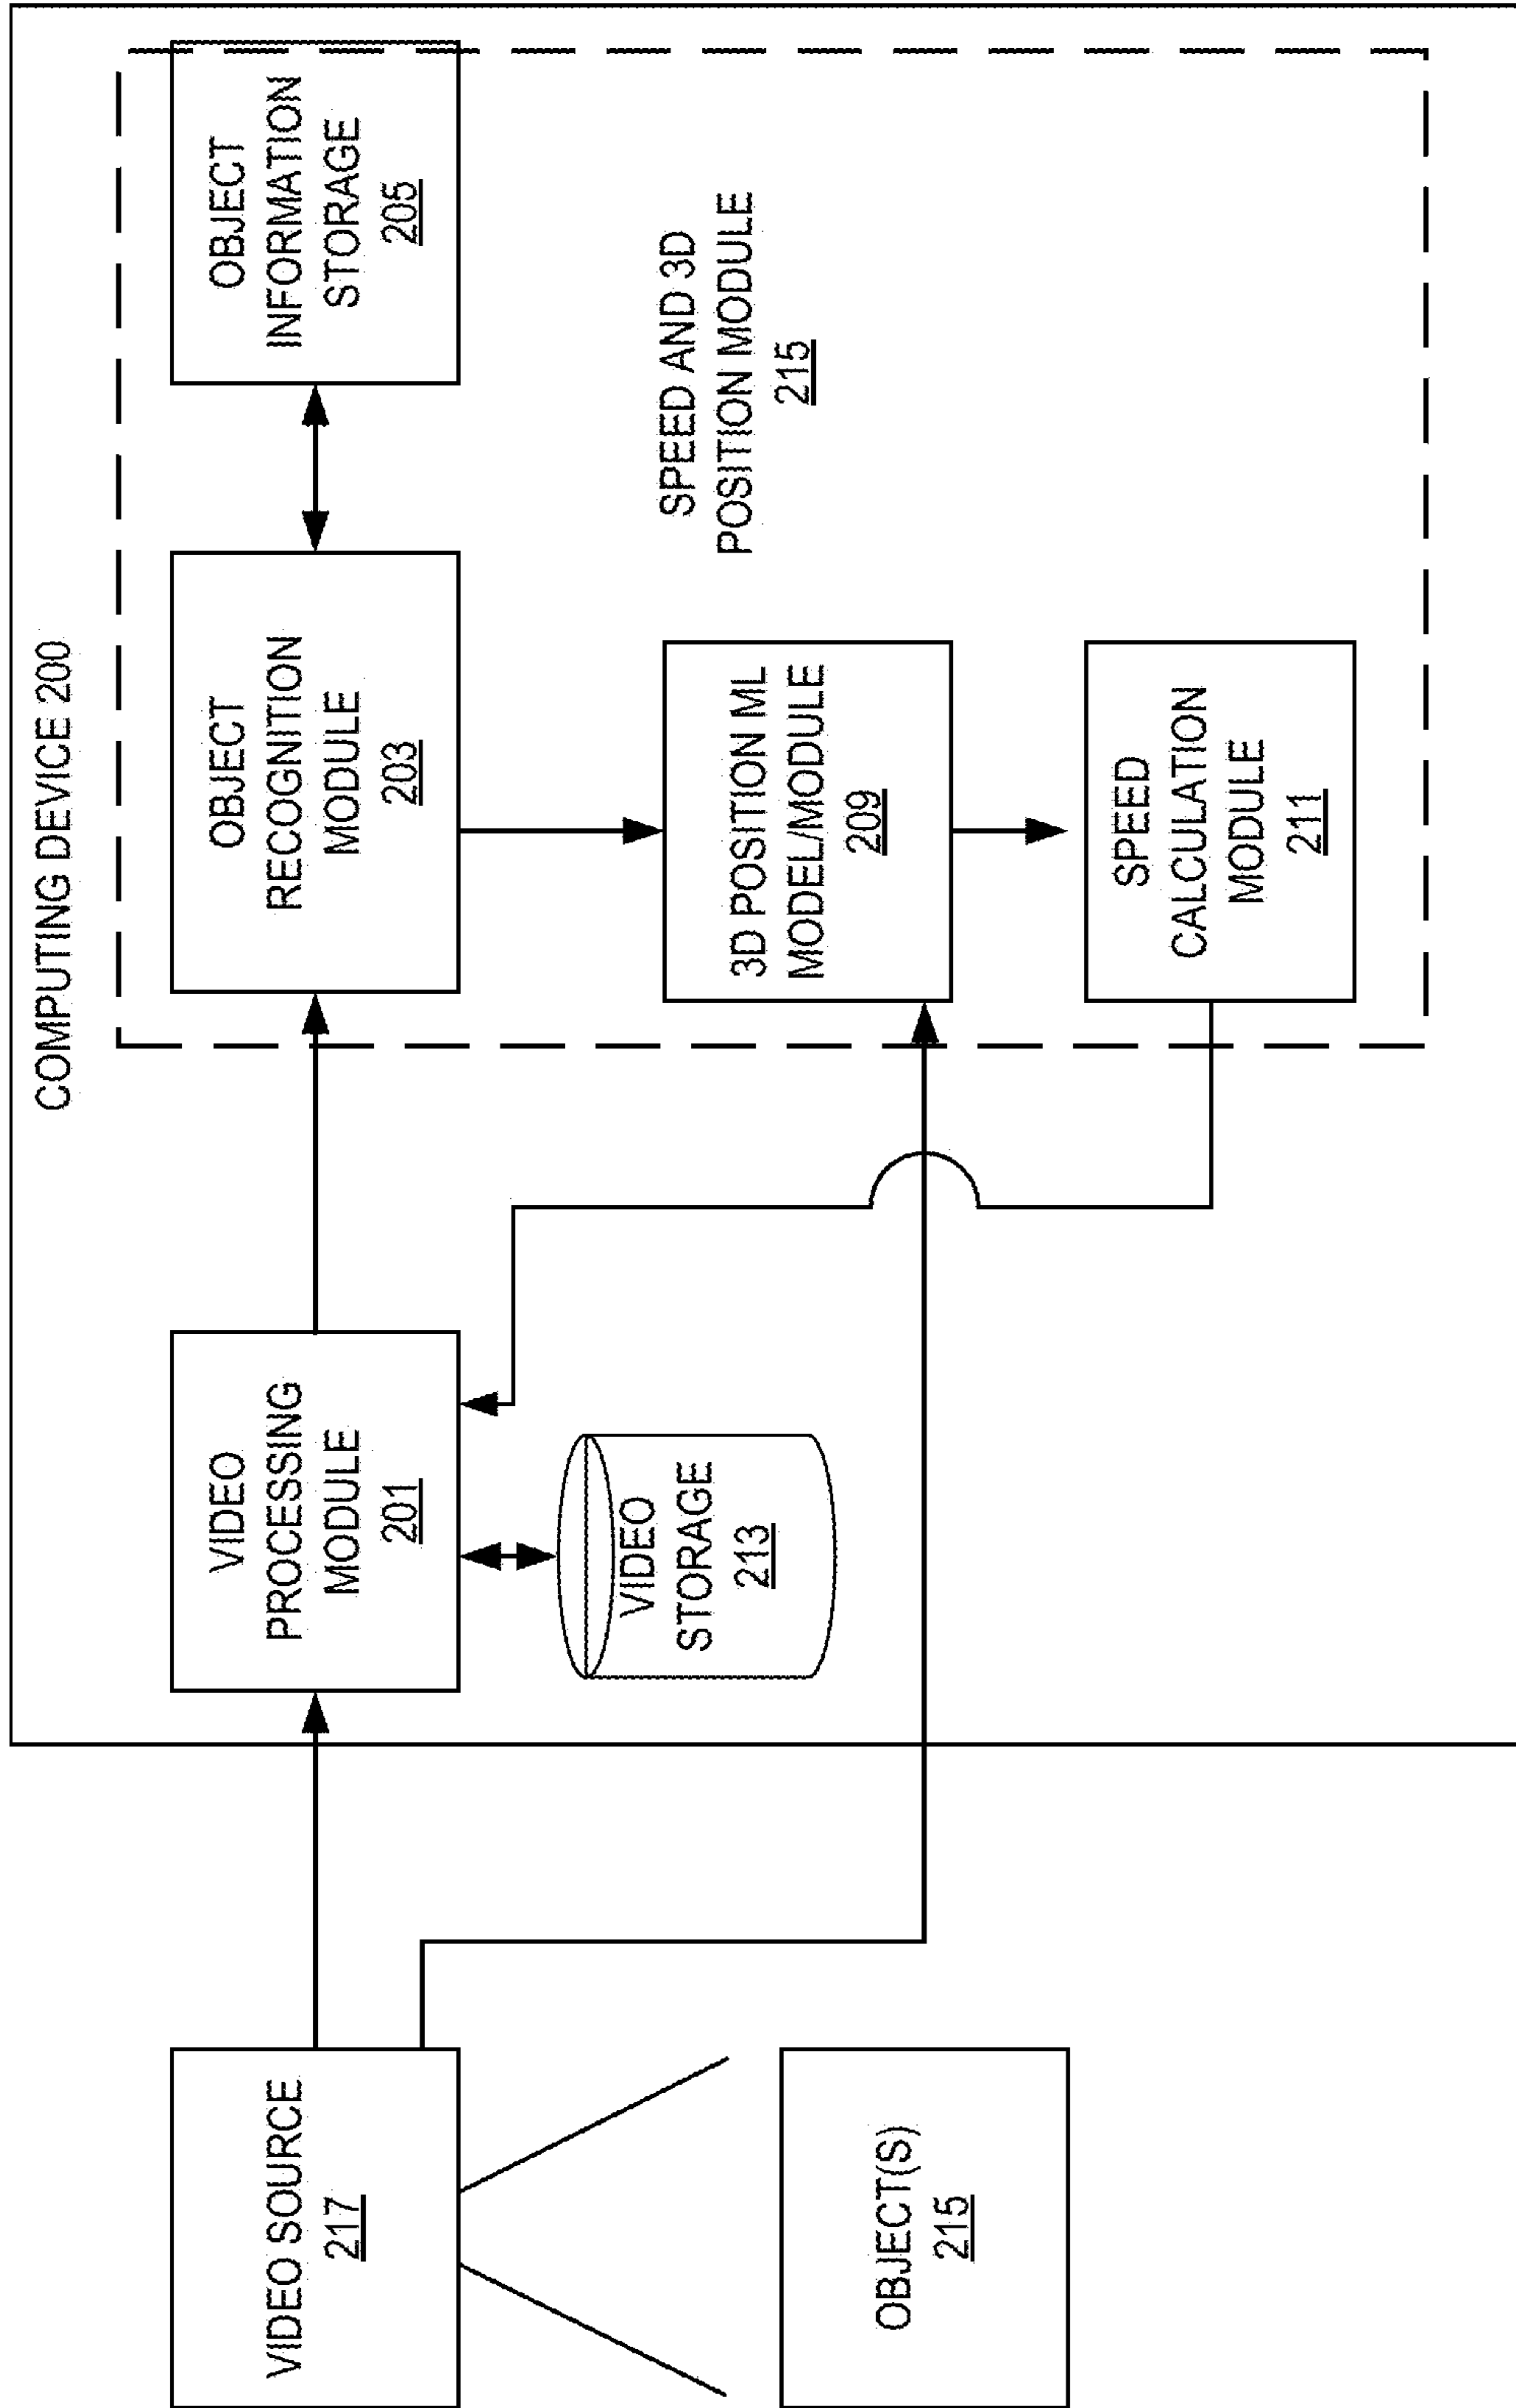 COMPUTING DEVICE 200
VIDEO SOURCE
217
VIDEO
PROCESSING
MODULE
201
OBJECT
RECOGNITION
MODULE
203
OBJECT
INFORMATION
STORAGE
205
VIDEO
STORAGE
213
SPEED AND 3D
POSITION MODULE
215
3D POSITION ML
MODEL/MODULE
209
OBJECT(S)
215
SPEED
CALCULATION
MODULE
211